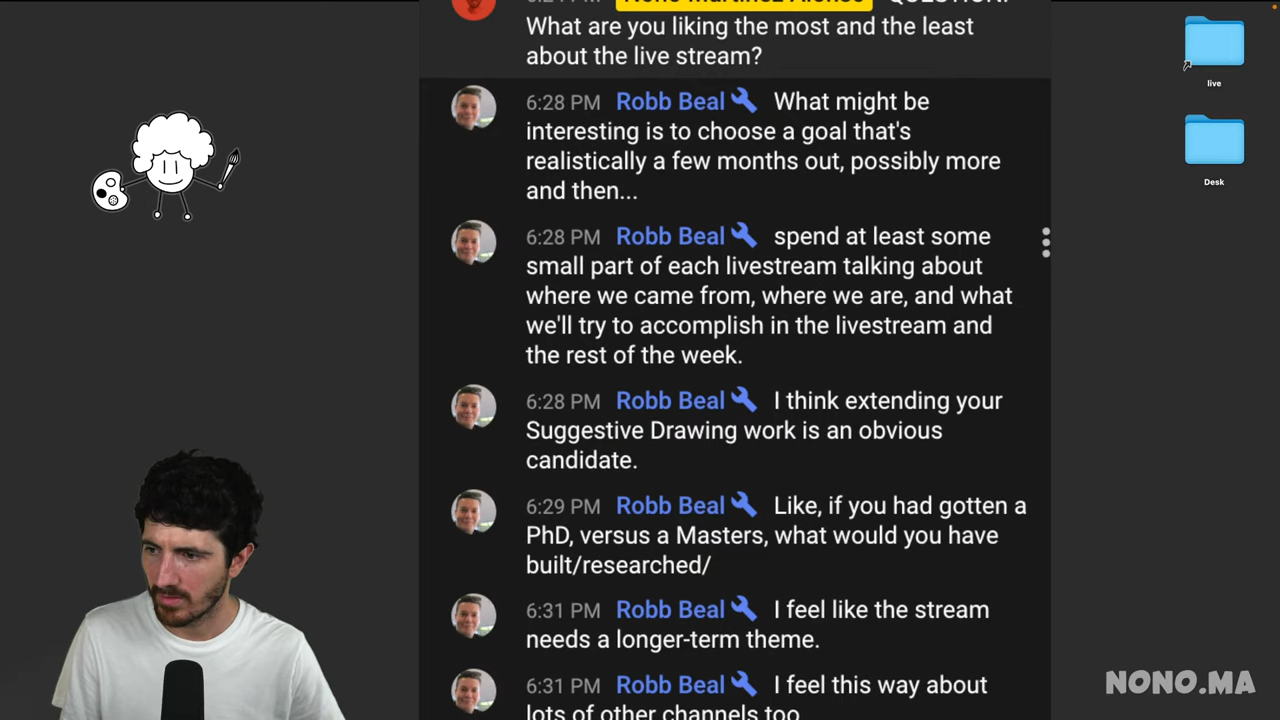 QUESTION:
What are you liking the most and the least
about the live stream?
6:28 PM Robb Beal What might be
interesting is to choose a goal that's
realistically a few months out, possibly more
and then...
6:28 PM Robb Beal spend at least some
small part of each livestream talking about
where we came from, where we are, and what
we'll try to accomplish in the livestream and
the rest of the week.
6:28 PM Robb Beal I think extending your
Suggestive Drawing work is an obvious
candidate.
6:29 PM Robb Beal Like, if you had gotten a
PhD, versus a Masters, what would you have
built/researched/
6:31 PM Robb Beal I feel like the stream
needs a longer-term theme.
6:31 PM Robb Beal I feel this way about
lots of other channels too
live
Desk
NONO.MA